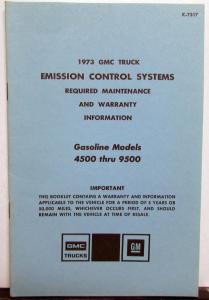 X-7317
1973 GMC TRUCK
EMISSION CONTROL SYSTEMS
REQUIRED MAINTENANCE
AND WARRANTY
INFORMATION
Gasoline Models
4500 thru 9500
IMPORTANT
THIS BOOKLET CONTAINS A WARRANTY AND INFORMATION
APPLICABLE TO THE VEHICLE FOR A PERIOD OF 5 YEARS OR
50,000 MILES, WHICHEVER OCCURS FIRST, AND SHOULD
REMAIN WITH THE VEHICLE AT TIME OF RESALE.
GMC
TRUCKS
GM